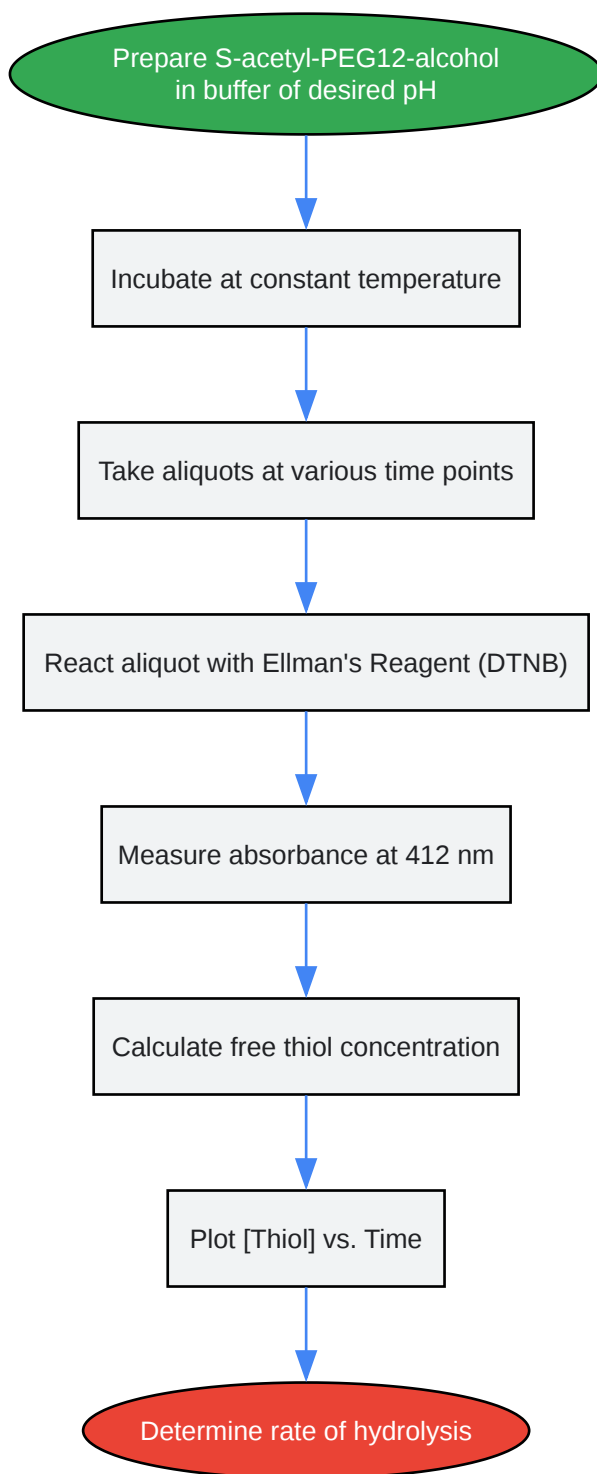 Prepare S-acetyl-PEG12-alcohol
in buffer of desired pH
Incubate at constant temperature
Take aliquots at various time points
React aliquot with Ellman's Reagent (DTNB)
Measure absorbance at 412 nm
Calculate free thiol concentration
Plot [Thiol] vs. Time
Determine rate of hydrolysis